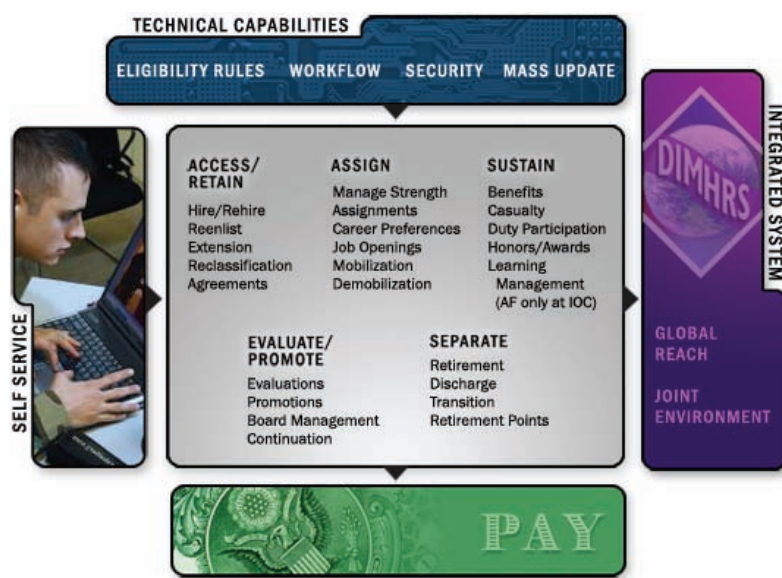 TECHNICAL CAPABILITIES
ELIGIBILITY RULES WORKFLOW SECURITY MASS UPDATE
SELF SERVICE
ACCESS/
RETAIN
Hire/Rehire
Reenlist
Extension
Reclassification
Agreements
ASSIGN
Manage Strength
Assignments
Career Preferences
Job Openings
Mobilization
Demobilization
SUSTAIN
Benefits
Casualty
Duty Participation
Honors/Awards
Learning
Management
(AF only at IOC)
EVALUATE/
PROMOTE
Evaluations
Promotions
Board Management
Continuation
SEPARATE
Retirement
Discharge
Transition
Retirement Points
INTEGRATED SYSTEM
DIMHRS
GLOBAL
REACH
JOINT
ENVIRONMENT
PAY